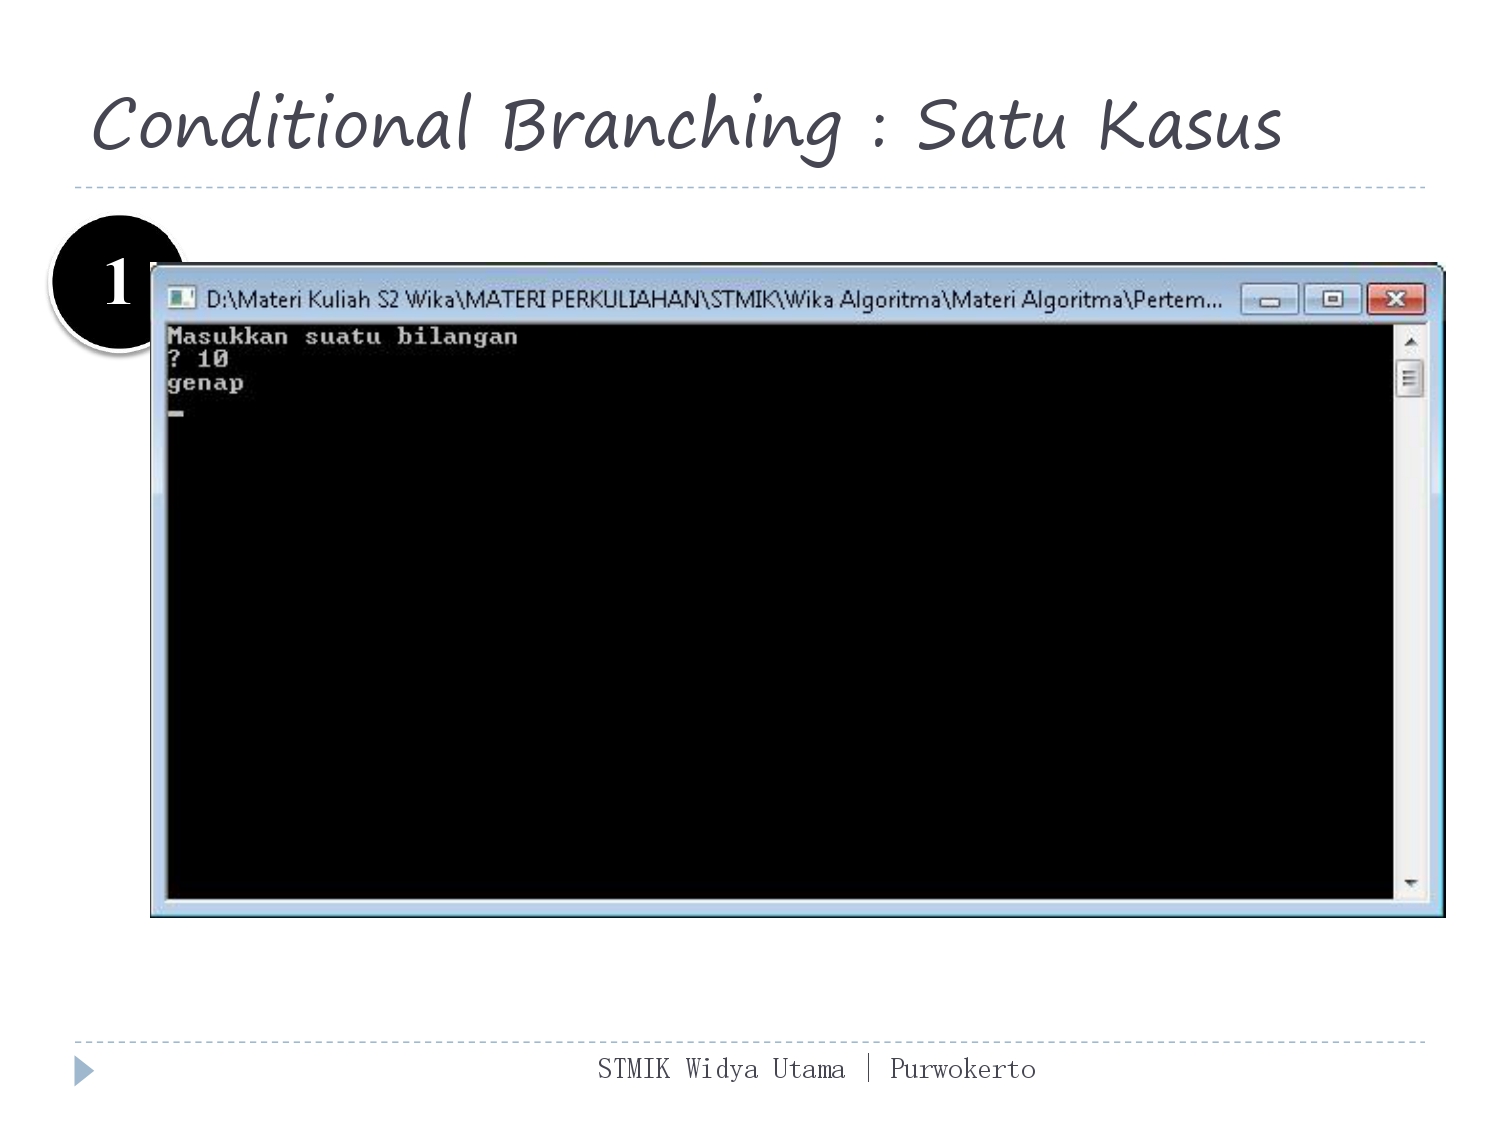 Conditional Branching : Satu Kasus
1
D:\Materi Kuliah S2 Wika\MATERI PERKULIAHAN\STMIK\Wika Algoritma\Materi Algoritma\Pertem...
Masukkan suatu bilangan
? 10
genap
STMIK Widya Utama | Purwokerto